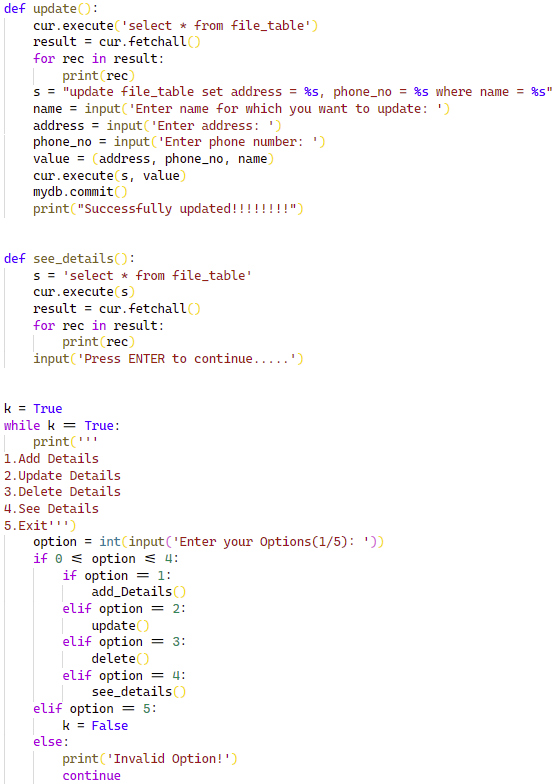 def update():
    cur.execute('select * from file_table')
    result = cur.fetchall()
    for rec in result:
        print(rec)
    s = "update file_table set address = %s, phone_no = %s where name = %s"
    name = input('Enter name for which you want to update: ')
    address = input('Enter address: ')
    phone_no = input('Enter phone number: ')
    value = (address, phone_no, name)
    cur.execute(s, value)
    mydb.commit()
    print("Successfully updated!!!!!!!!")
def see_details():
    s = 'select * from file_table'
    cur.execute(s)
    result = cur.fetchall()
    for rec in result:
        print(rec)
    input('Press ENTER to continue.....')
k = True
while k == True:
    print('''
1.Add Details
2.Update Details
3.Delete Details
4.See Details
5.Exit''')
    option = int(input('Enter your Options(1/5): '))
    if 0 <= option <= 4:
        if option == 1:
            add_Details()
        elif option == 2:
            update()
        elif option == 3:
            delete()
        elif option == 4:
            see_details()
    elif option == 5:
        k = False
    else:
        print('Invalid Option!')
        continue